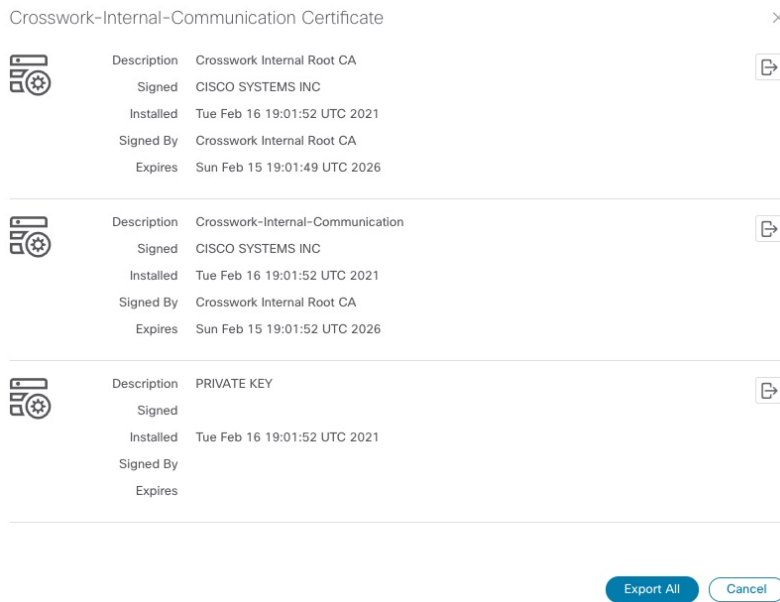 Crosswork-Internal-Communication Certificate
Description Crosswork Internal Root CA
Signed CISCO SYSTEMS INC
Installed Tue Feb 16 19:01:52 UTC 2021
Signed By Crosswork Internal Root CA
Expires Sun Feb 15 19:01:49 UTC 2026
Description Crosswork-Internal-Communication
Signed CISCO SYSTEMS INC
Installed Tue Feb 16 19:01:52 UTC 2021
Signed By Crosswork Internal Root CA
Expires Sun Feb 15 19:01:52 UTC 2026
Description PRIVATE KEY
Signed
Installed Tue Feb 16 19:01:52 UTC 2021
Signed By
Expires
Export All Cancel